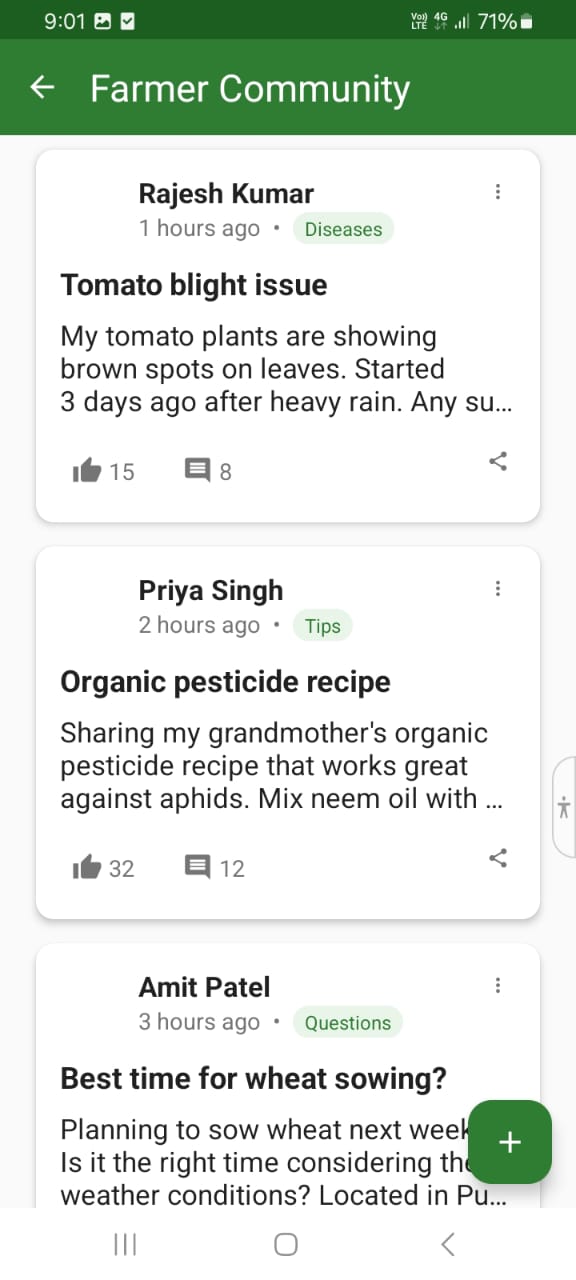 9:01 Vo)) LTE 4G 71%
Farmer Community
Rajesh Kumar
1 hours ago • Diseases
Tomato blight issue
My tomato plants are showing
brown spots on leaves. Started
3 days ago after heavy rain. Any su...
15 8
Priya Singh
2 hours ago • Tips
Organic pesticide recipe
Sharing my grandmother's organic
pesticide recipe that works great
against aphids. Mix neem oil with ...
32 12
Amit Patel
3 hours ago • Questions
Best time for wheat sowing?
Planning to sow wheat next week
Is it the right time considering the
weather conditions? Located in Pu...